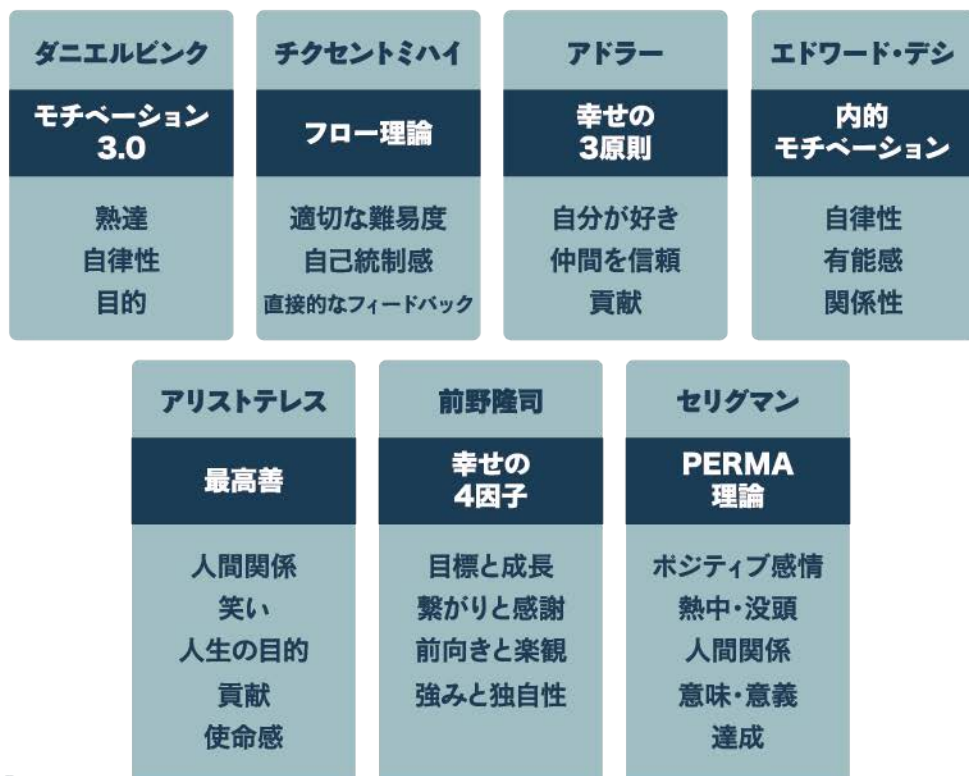 ダニエルピンク
モチベーション
3.0
熟達
自律性
目的
チクセントミハイ
フロー理論
適切な難易度
自己統制感
直接的なフィードバック
アドラー
幸せの
3原則
自分が好き
仲間を信頼
貢献
エドワード・デシ
内的
モチベーション
自律性
有能感
関係性
アリストテレス
最高善
人間関係
笑い
人生の目的
貢献
使命感
前野隆司
幸せの
4因子
目標と成長
繋がりと感謝
前向きと楽観
強みと独自性
セリグマン
PERMA
理論
ポジティブ感情
熱中・没頭
人間関係
意味・意義
達成